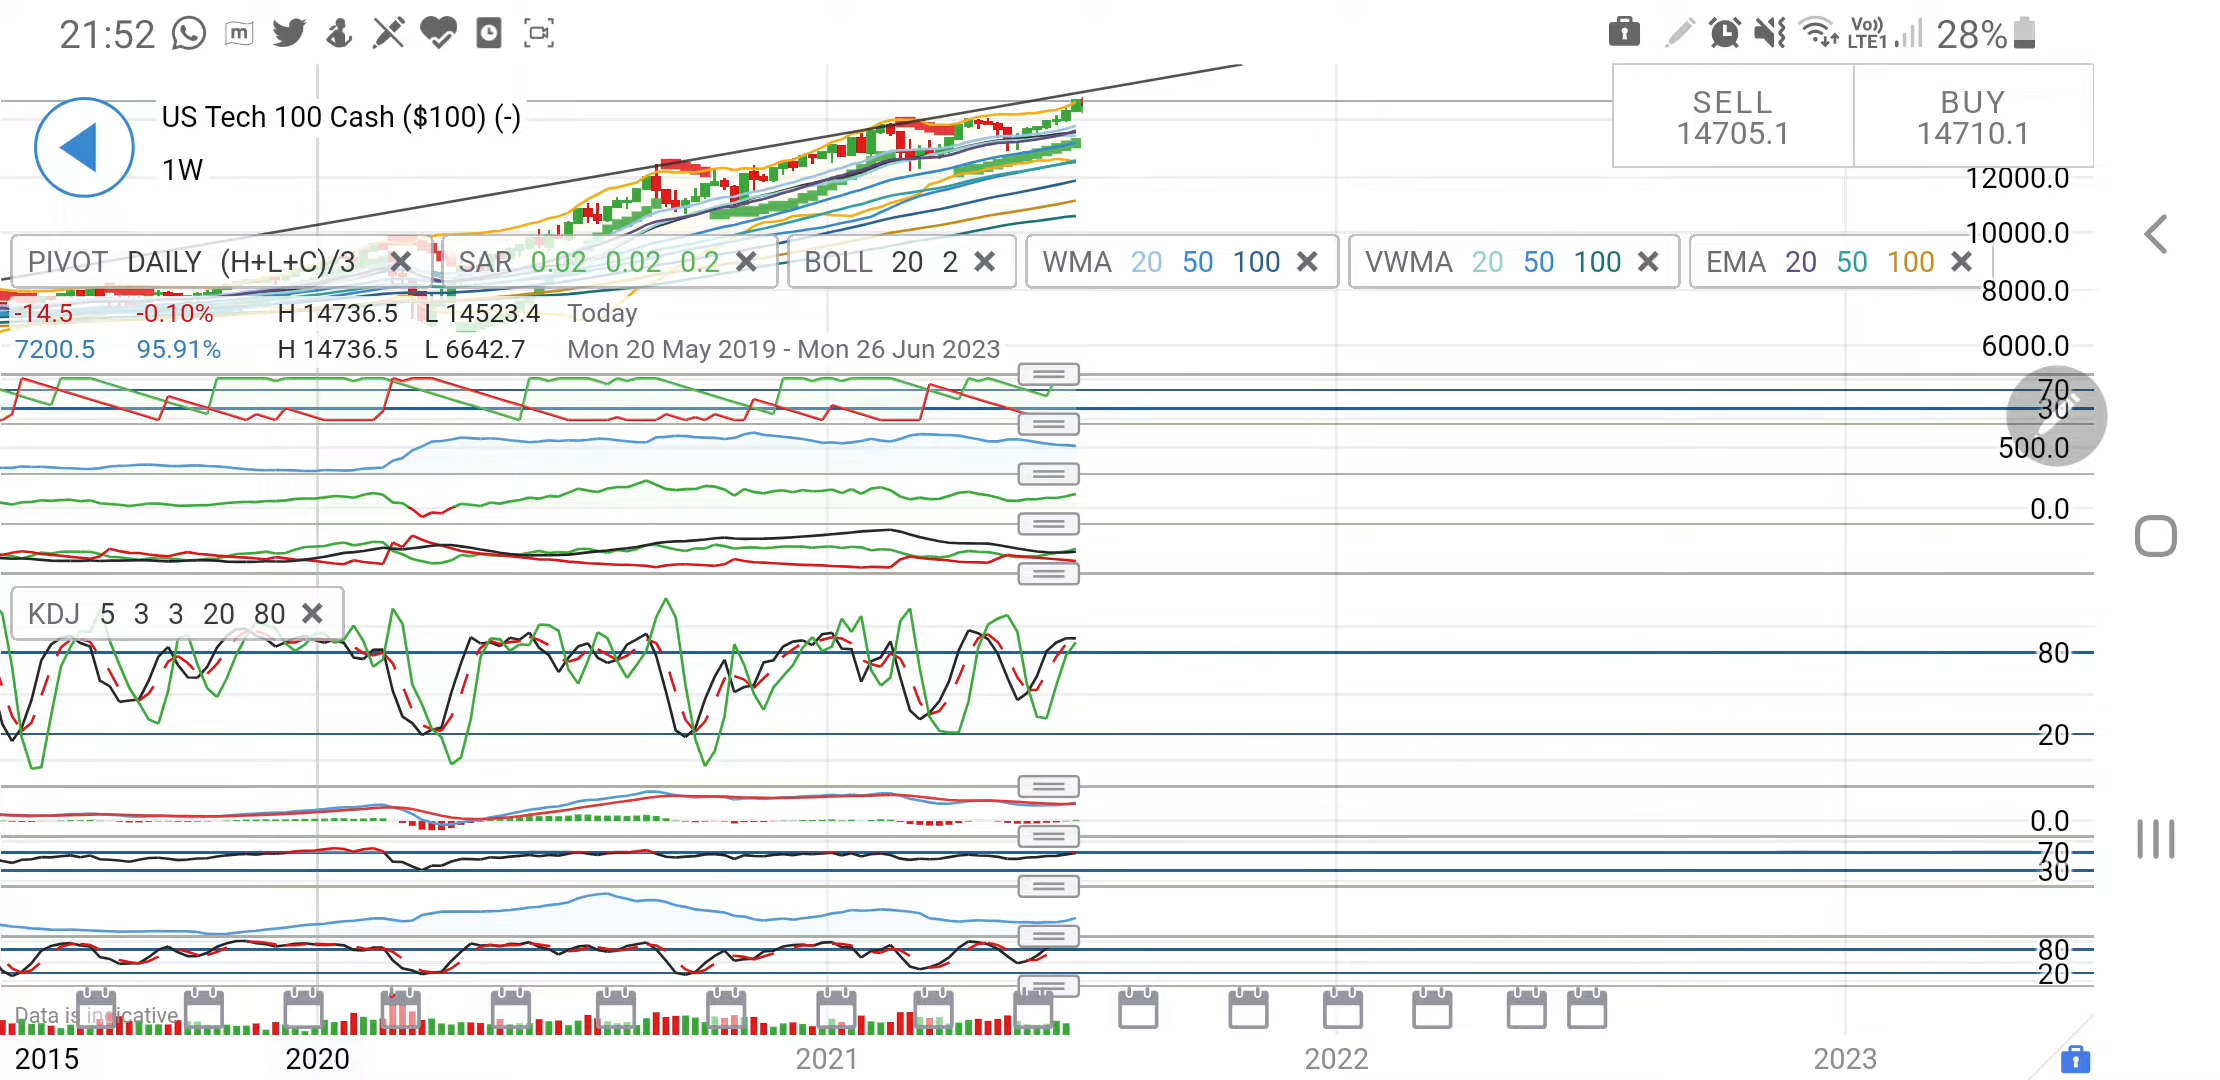 21:52 m Vo)) LTE1 28%
US Tech 100 Cash ($100) (-)
1W
SELL
14705.1
BUY
14710.1
12000.0
10000.0
PIVOT DAILY (H+L+C)/3
SAR 0.02 0.02 0.2
BOLL 20 2
WMA 20 50 100
VWMA 20 50 100
EMA 20 50 100
8000.0
-14.5 -0.10% H 14736.5 L 14523.4 Today
7200.5 95.91% H 14736.5 L 6642.7 Mon 20 May 2019 - Mon 26 Jun 2023
6000.0
70
30
500.0
0.0
KDJ 5 3 3 20 80
80
20
0.0
70
30
80
20
Data is indicative
2015 2020 2021 2022 2023